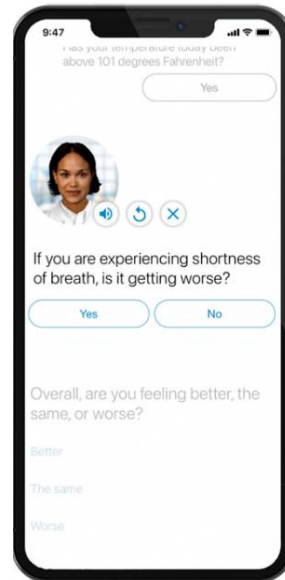 9:47
Has your temperature today been
above 101 degrees Fahrenheit?
Yes
If you are experiencing shortness
of breath, is it getting worse?
Yes No
Overall, are you feeling better, the
same, or worse?
Better
The same
Worse